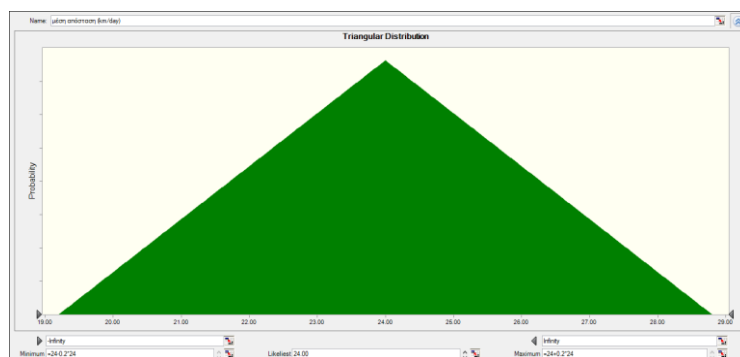 Name: μέση απόσταση (km/day)
Triangular Distribution
Probability
19.00 20.00 21.00 22.00 23.00 24.00 25.00 26.00 27.00 28.00 29.00
-Infinity Infinity
Minimum =24-0.2*24 Likeliest 24.00 Maximum =24+0.2*24